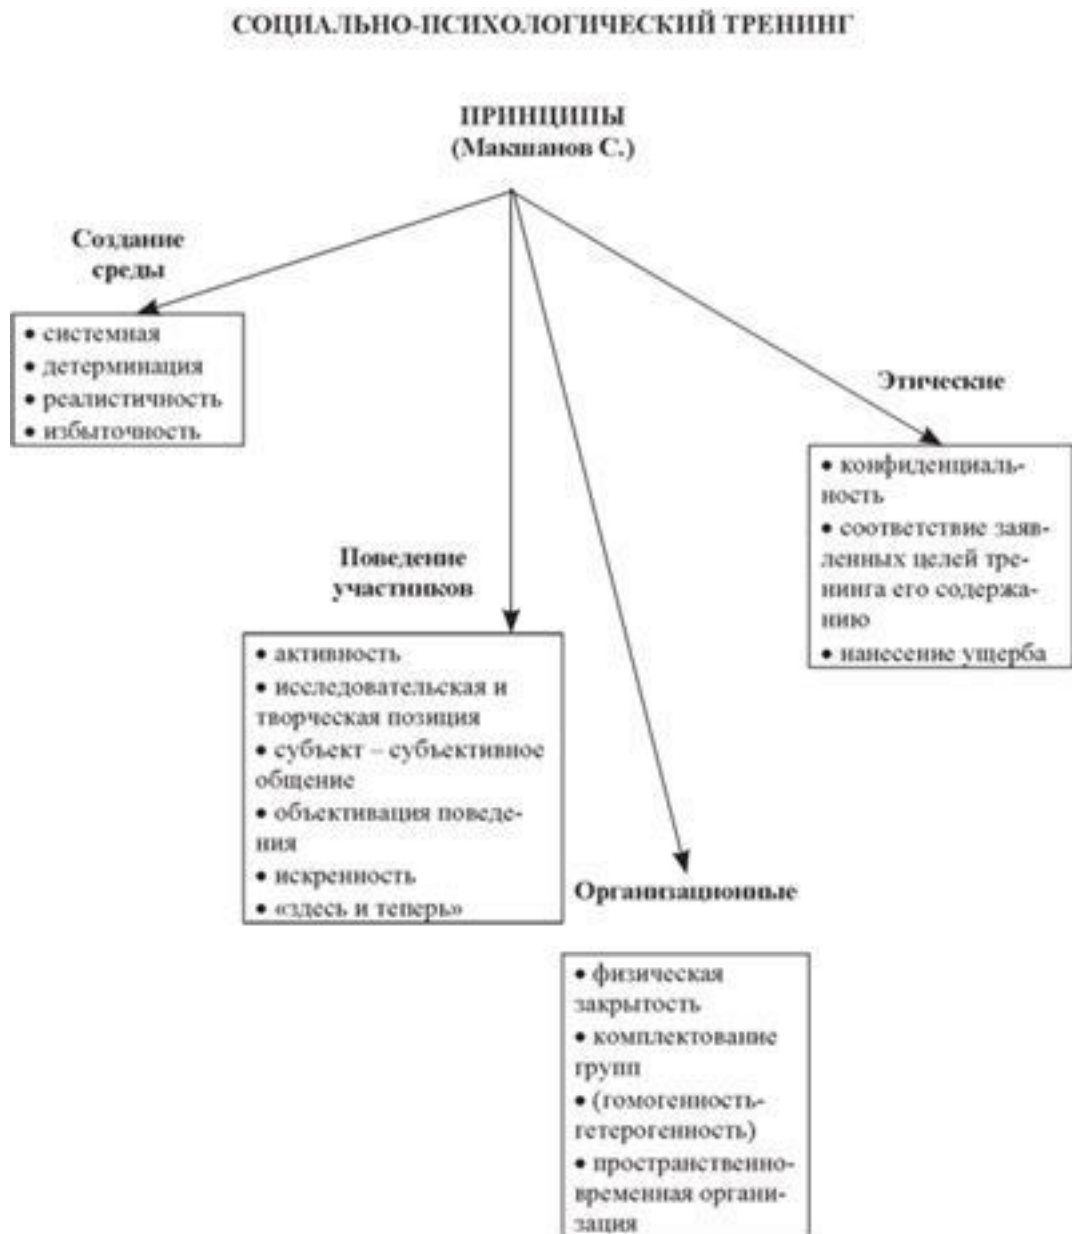 СОЦИАЛЬНО-ПСИХОЛОГИЧЕСКИЙ ТРЕНИНГ
ПРИНЦИПЫ
(Макшанов С.)
Создание
среды
• системная
• детерминация
• реалистичность
• избыточность
Этические
• конфиденциаль-
ность
• соответствие заяв-
ленных целей тре-
нинга его содержа-
нию
• нанесение ущерба
Поведение
участников
• активность
• исследовательская и
творческая позиция
• субъект – субъективное
общение
• объективация поведе-
ния
• искренность
• «здесь и теперь»
Организационные
• физическая
закрытость
• комплектование
групп
• (гомогенность-
гетерогенность)
• пространственно-
временная органи-
зация